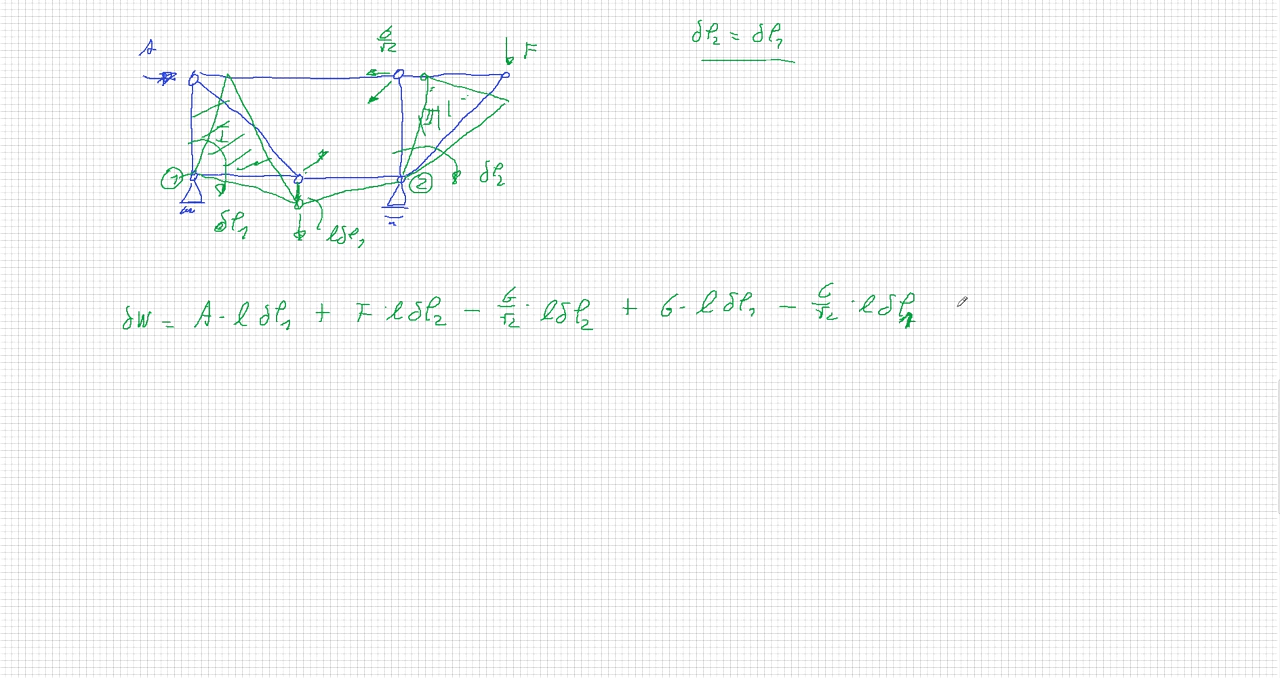 δφ₂ = δφ₁
A
G/√2
F
I
II
①
②
δφ₁
lδφ₁
δφ₂
δW = A · l δφ₁ + F · l δφ₂ − G/√2 · l δφ₂ + G · l δφ₁ − G/√2 · l δφ₁